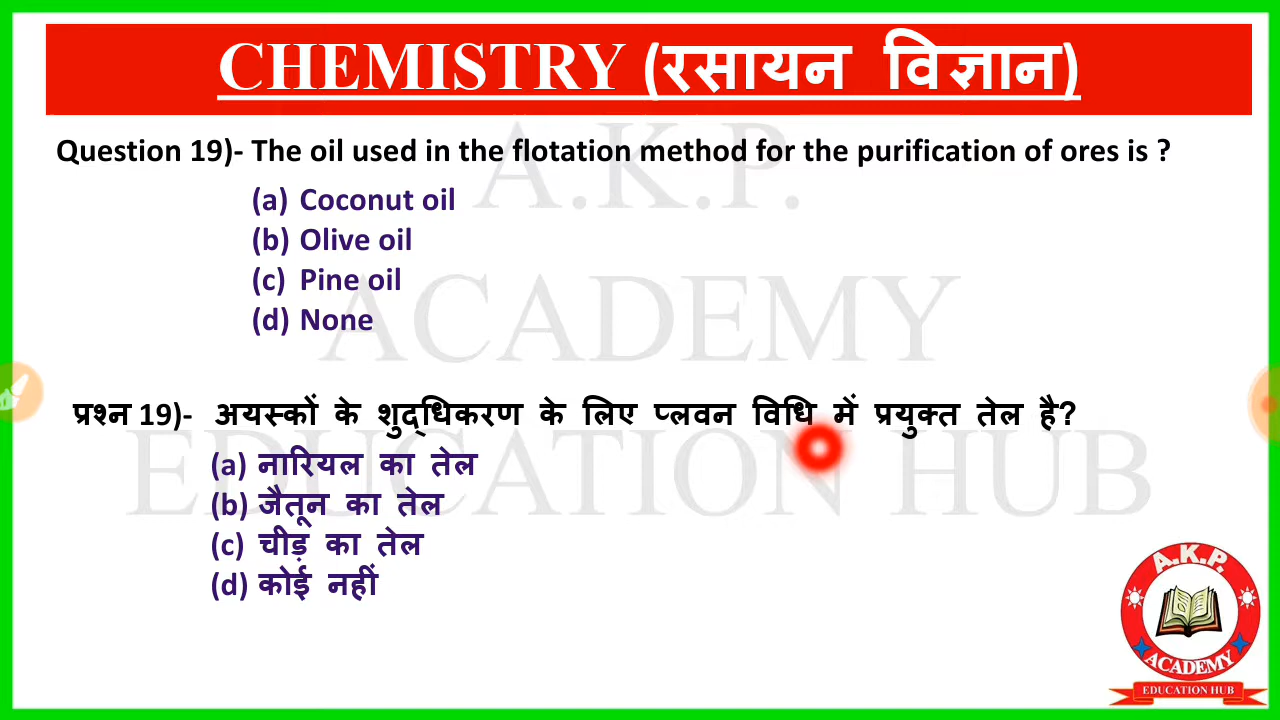 CHEMISTRY (रसायन विज्ञान)
Question 19)- The oil used in the flotation method for the purification of ores is ?
(a) Coconut oil
(b) Olive oil
(c) Pine oil
(d) None
प्रश्न 19)- अयस्कों के शुद्धिकरण के लिए प्लवन विधि में प्रयुक्त तेल है?
(a) नारियल का तेल
(b) जैतून का तेल
(c) चीड़ का तेल
(d) कोई नहीं
A.K.P.
ACADEMY
EDUCATION HUB
A.K.P.
ACADEMY
EDUCATION HUB